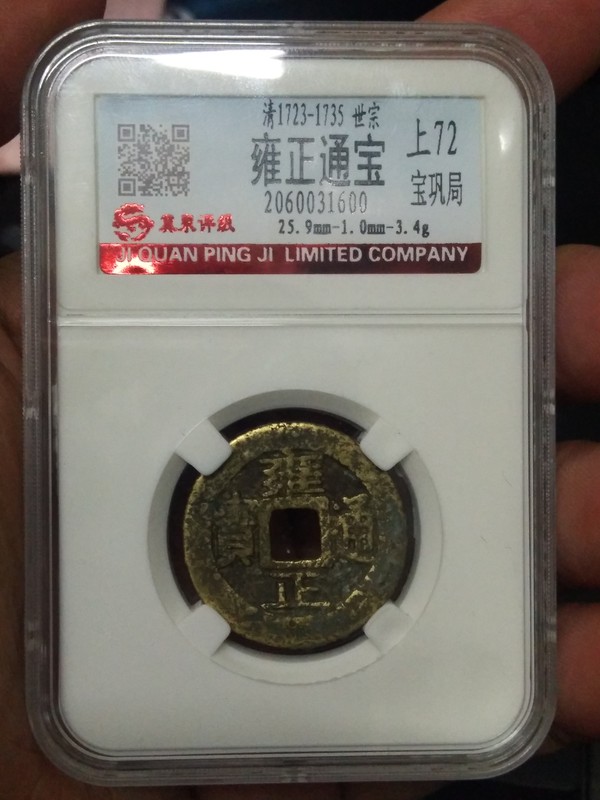 清1723-1735 世宗
雍正通宝
上72
2060031600
宝巩局
冀泉评级
25.9mm-1.0mm-3.4g
JI QUAN PING JI LIMITED COMPANY
雍
寶 通
正